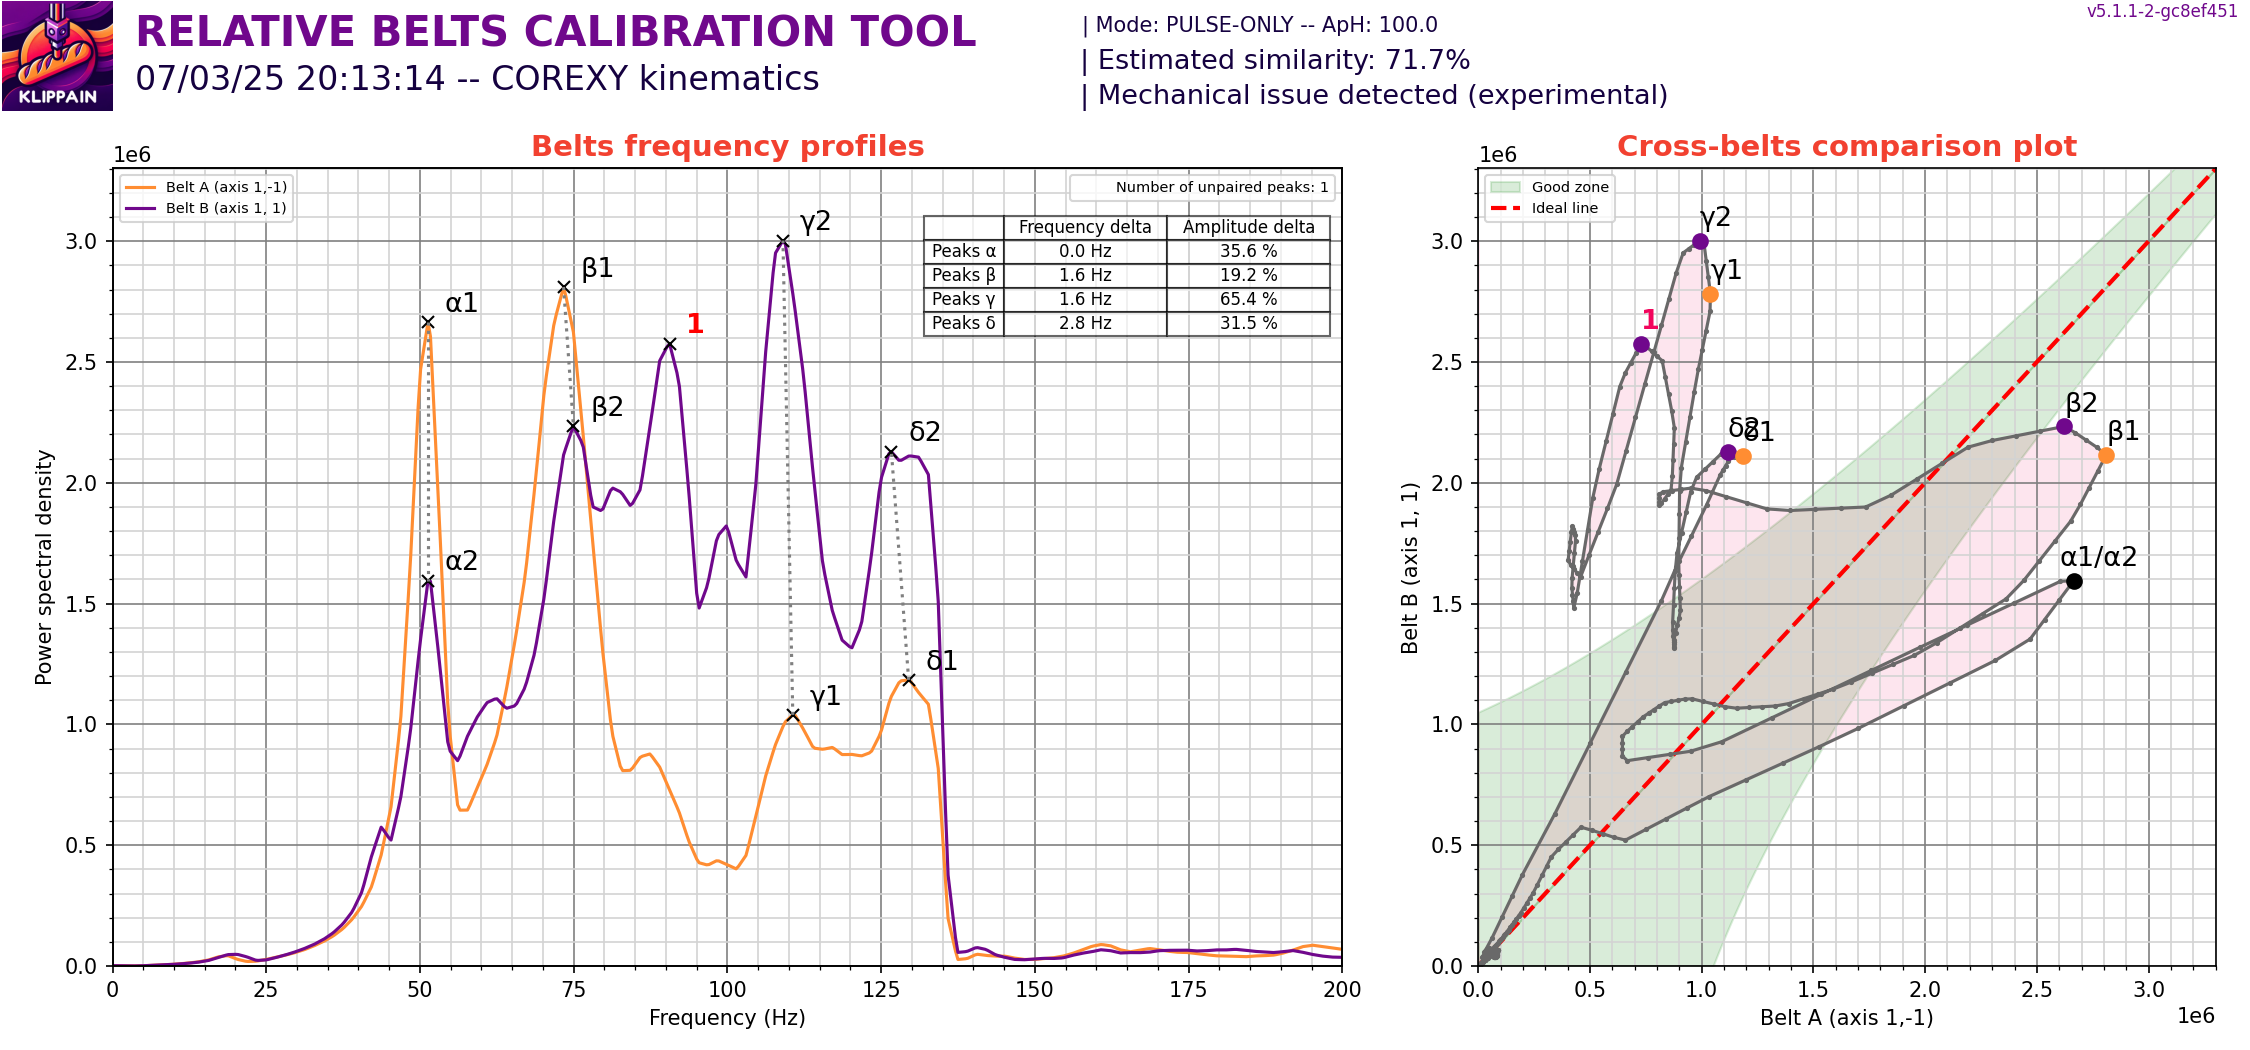 KLIPPAIN
RELATIVE BELTS CALIBRATION TOOL
07/03/25 20:13:14 -- COREXY kinematics
| Mode: PULSE-ONLY -- ApH: 100.0
| Estimated similarity: 71.7%
| Mechanical issue detected (experimental)
v5.1.1-2-gc8ef451
Belts frequency profiles
1e6
Belt A (axis 1,-1)
Belt B (axis 1, 1)
Number of unpaired peaks: 1
Frequency delta Amplitude delta
Peaks α 0.0 Hz 35.6 %
Peaks β 1.6 Hz 19.2 %
Peaks γ 1.6 Hz 65.4 %
Peaks δ 2.8 Hz 31.5 %
γ2
β1
α1
1
β2
δ2
α2
δ1
γ1
3.0
2.5
2.0
1.5
1.0
0.5
0.0
Power spectral density
0 25 50 75 100 125 150 175 200
Frequency (Hz)
Cross-belts comparison plot
1e6
Good zone
Ideal line
γ2
γ1
1
β2
δ2
δ1
β1
α1/α2
3.0
2.5
2.0
1.5
1.0
0.5
0.0
Belt B (axis 1, 1)
0.0 0.5 1.0 1.5 2.0 2.5 3.0
Belt A (axis 1,-1)
1e6